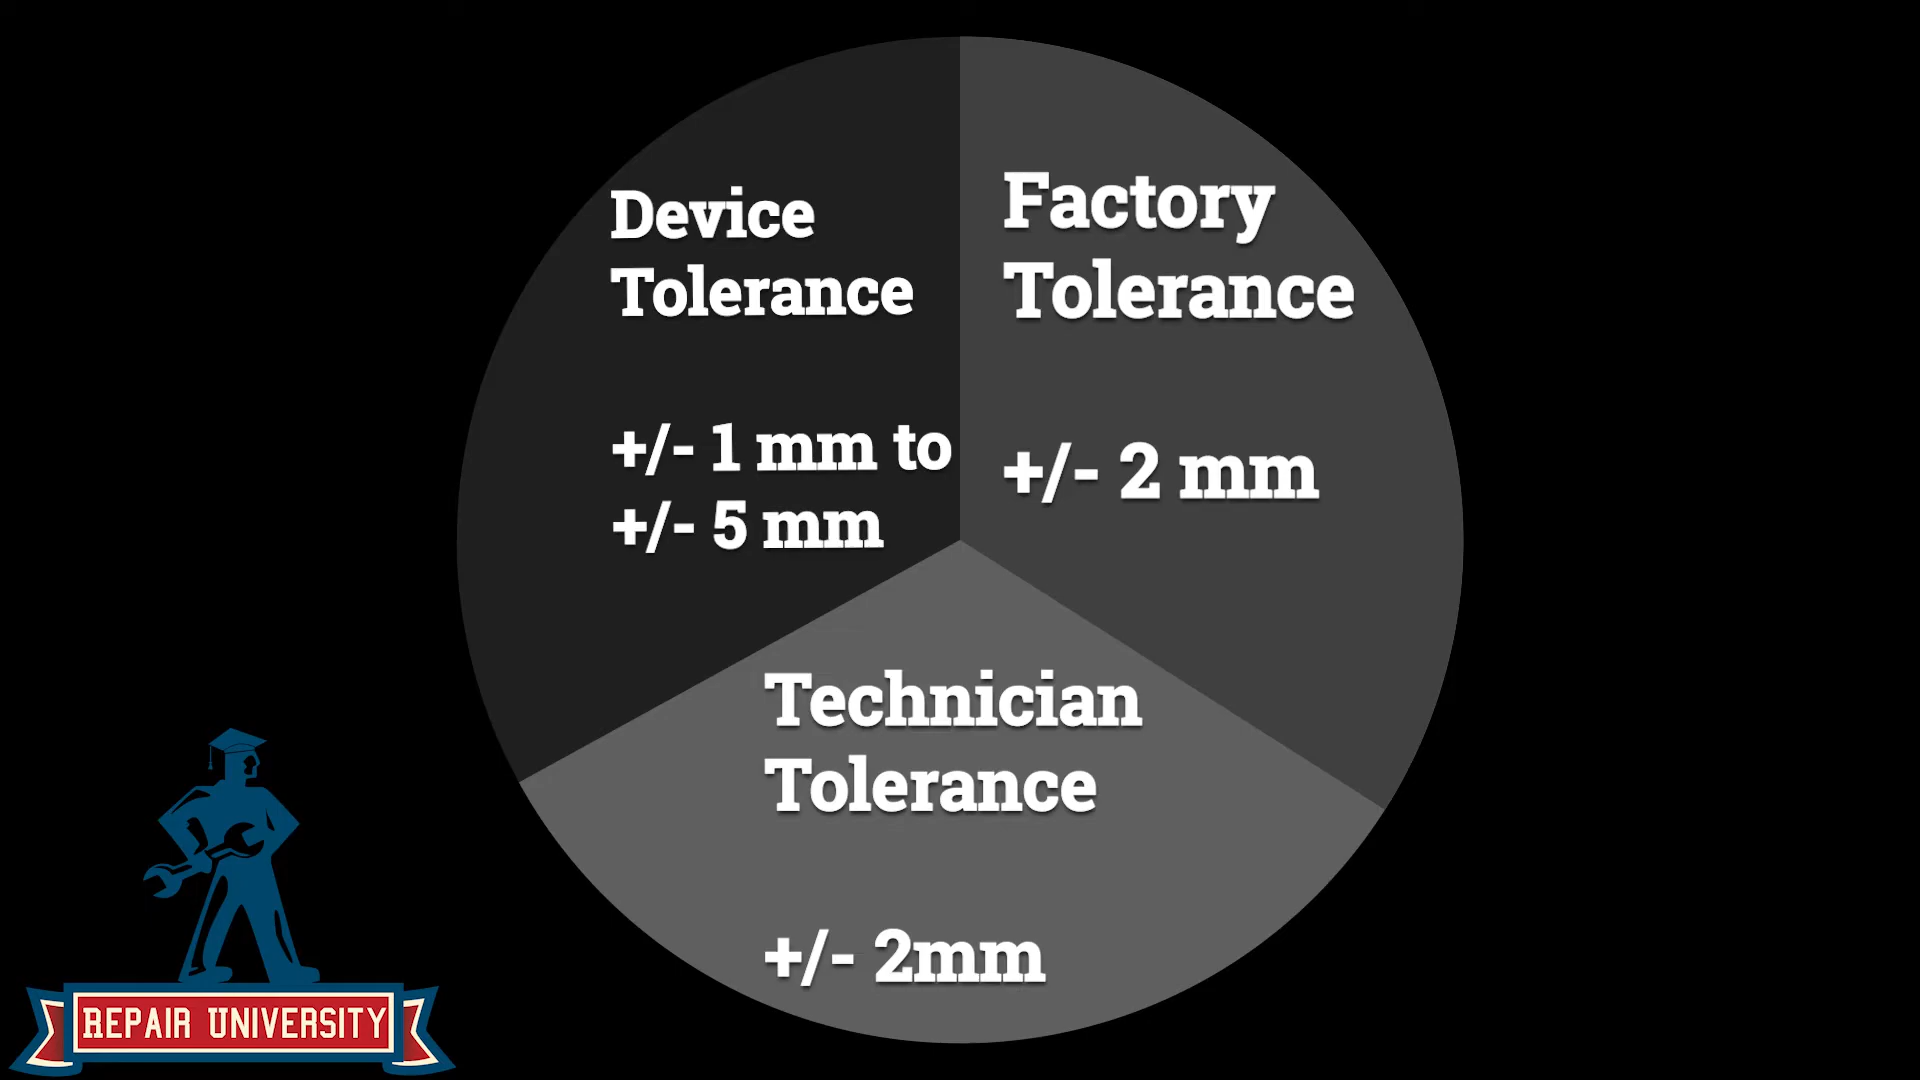 Device
Tolerance
+/- 1 mm to
+/- 5 mm
Factory
Tolerance
+/- 2 mm
Technician
Tolerance
+/- 2mm
REPAIR UNIVERSITY